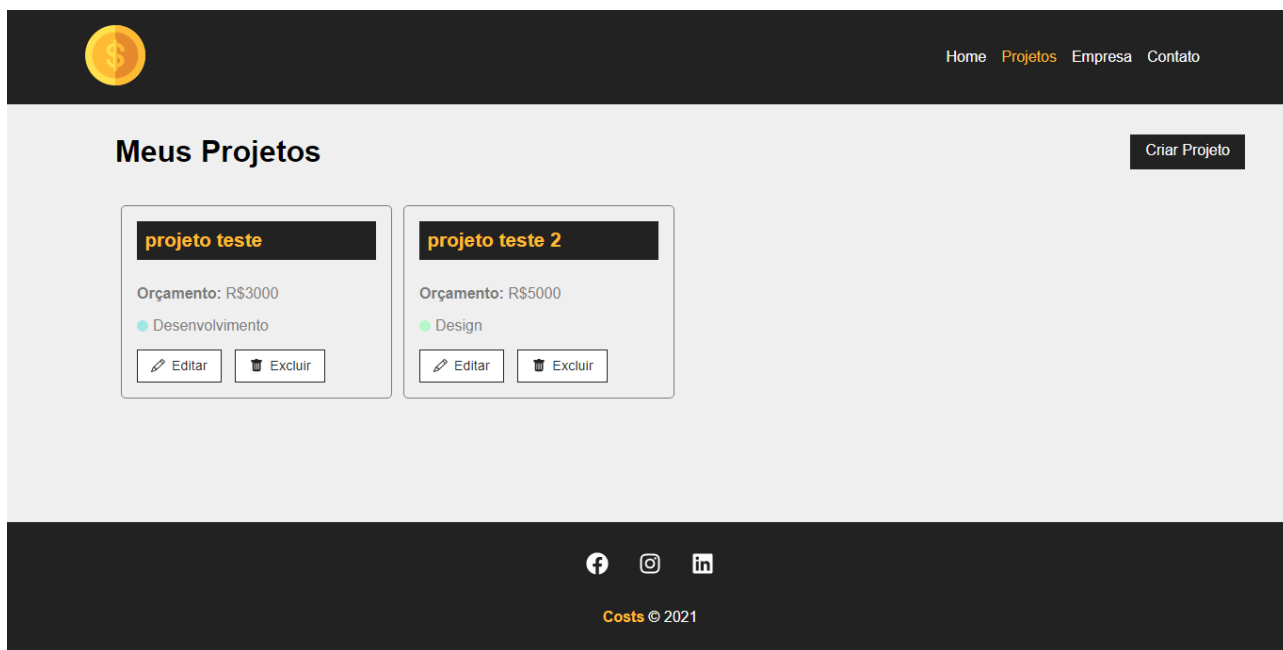 $
Home Projetos Empresa Contato
Meus Projetos
Criar Projeto
projeto teste
Orçamento: R$3000
Desenvolvimento
Editar Excluir
projeto teste 2
Orçamento: R$5000
Design
Editar Excluir
Costs © 2021